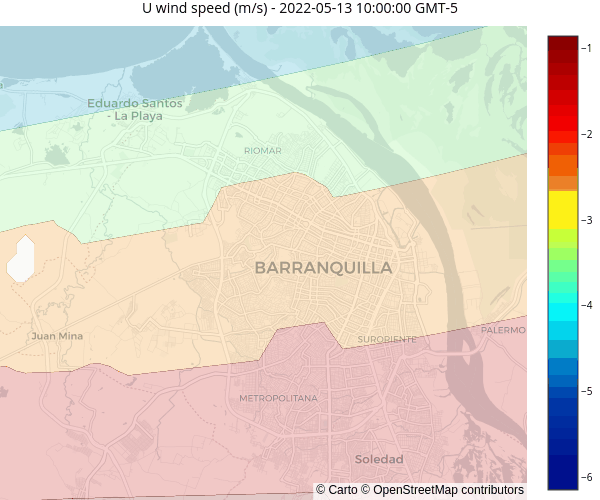 U wind speed (m/s) - 2022-05-13 10:00:00 GMT-5
Eduardo Santos
- La Playa
RIOMAR
BARRANQUILLA
Juan Mina
SURORIENTE
PALERMO
METROPOLITANA
Soledad
© Carto © OpenStreetMap contributors
−1
−2
−3
−4
−5
−6